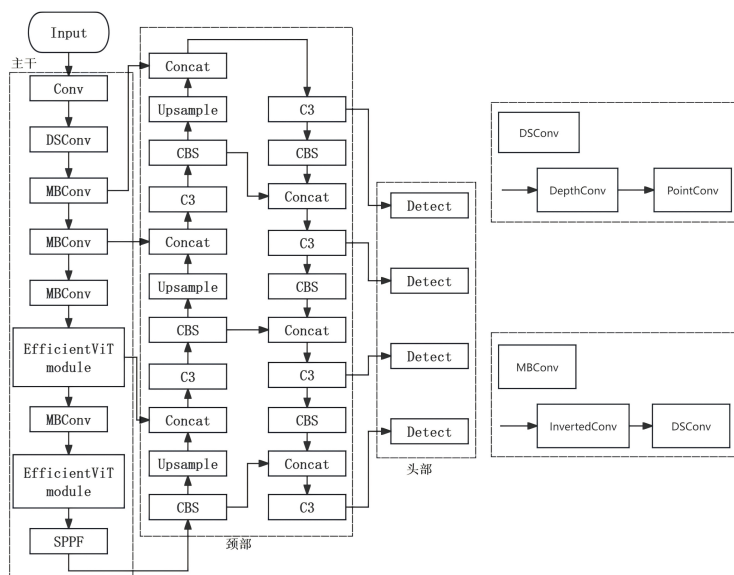 Input
主干
Conv
DSConv
MBConv
MBConv
MBConv
EfficientViT
module
MBConv
EfficientViT
module
SPPF
Concat
Upsample
CBS
C3
Concat
Upsample
CBS
C3
Concat
Upsample
CBS
C3
CBS
Concat
C3
CBS
Concat
C3
CBS
Concat
C3
颈部
Detect
Detect
Detect
Detect
头部
DSConv
DepthConv
PointConv
MBConv
InvertedConv
DSConv